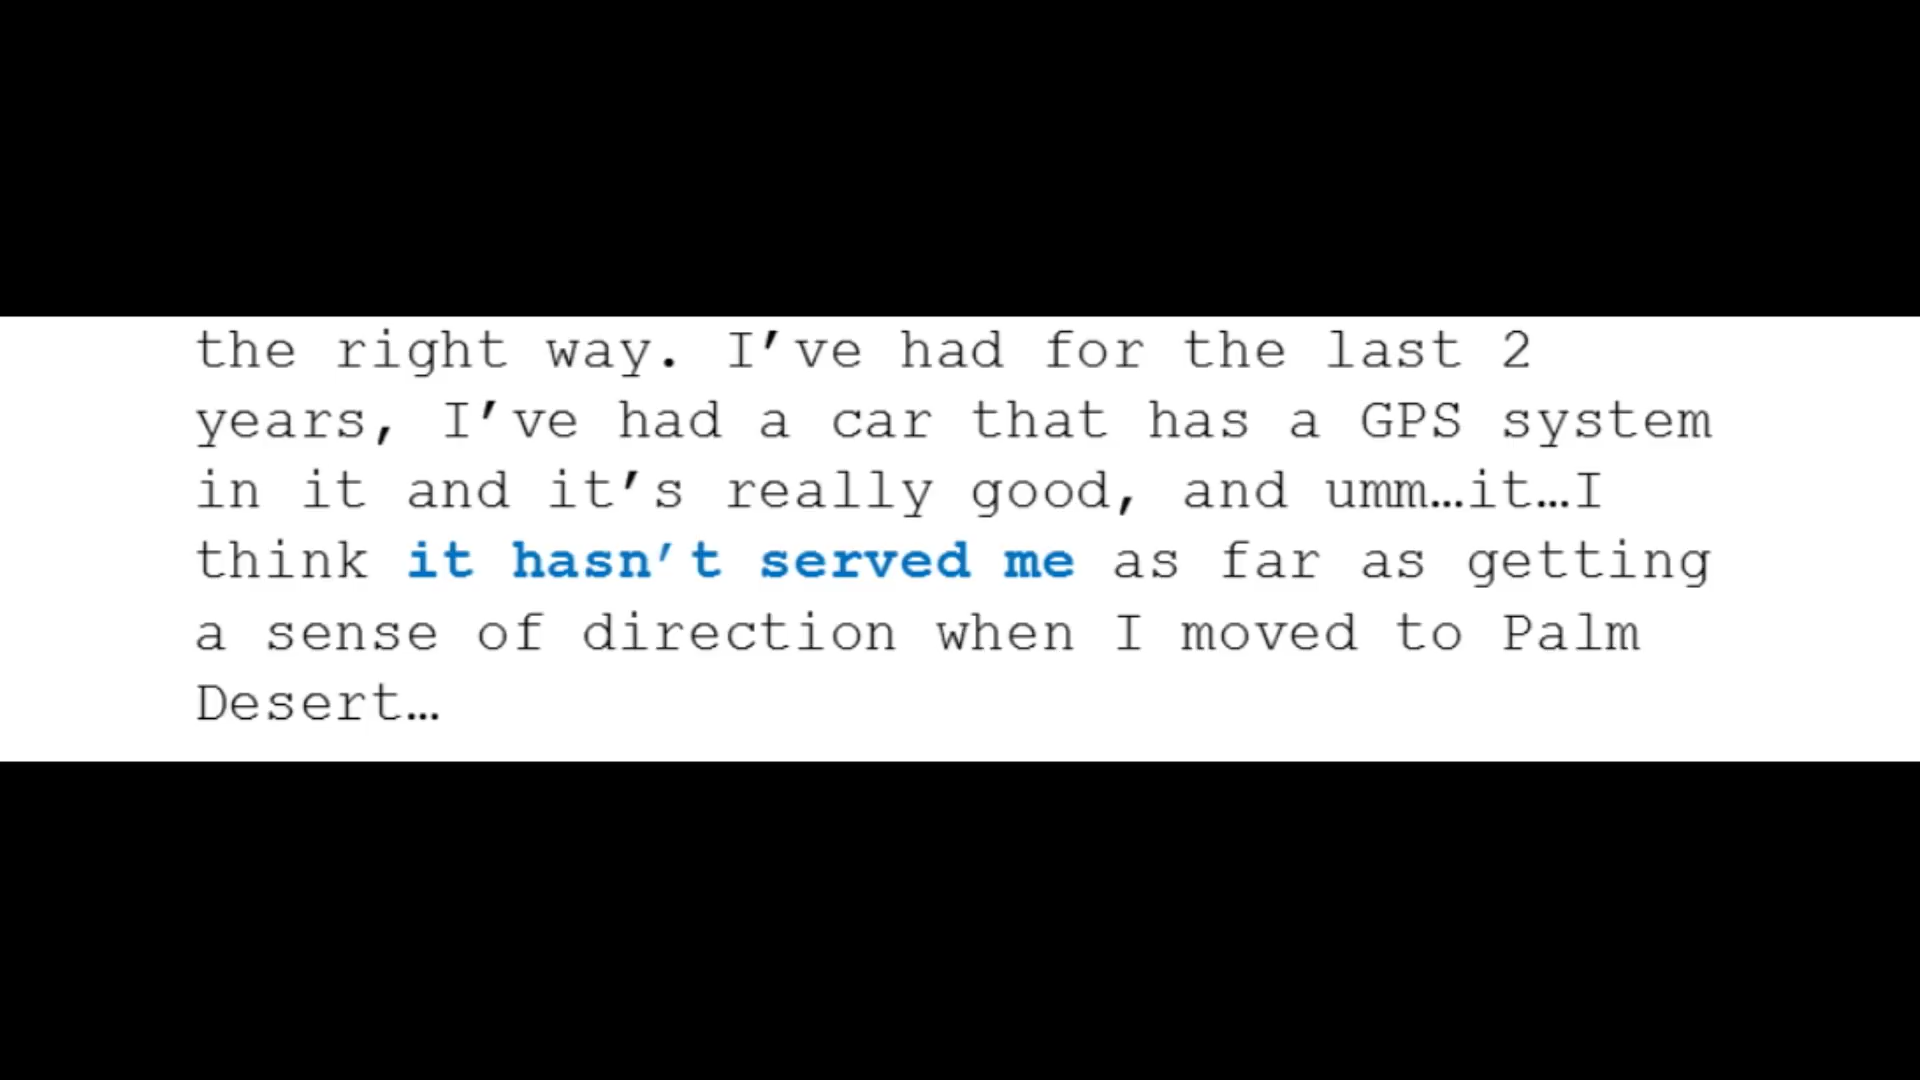 the right way. I’ve had for the last 2
years, I’ve had a car that has a GPS system
in it and it’s really good, and umm…it…I
think it hasn’t served me as far as getting
a sense of direction when I moved to Palm
Desert…